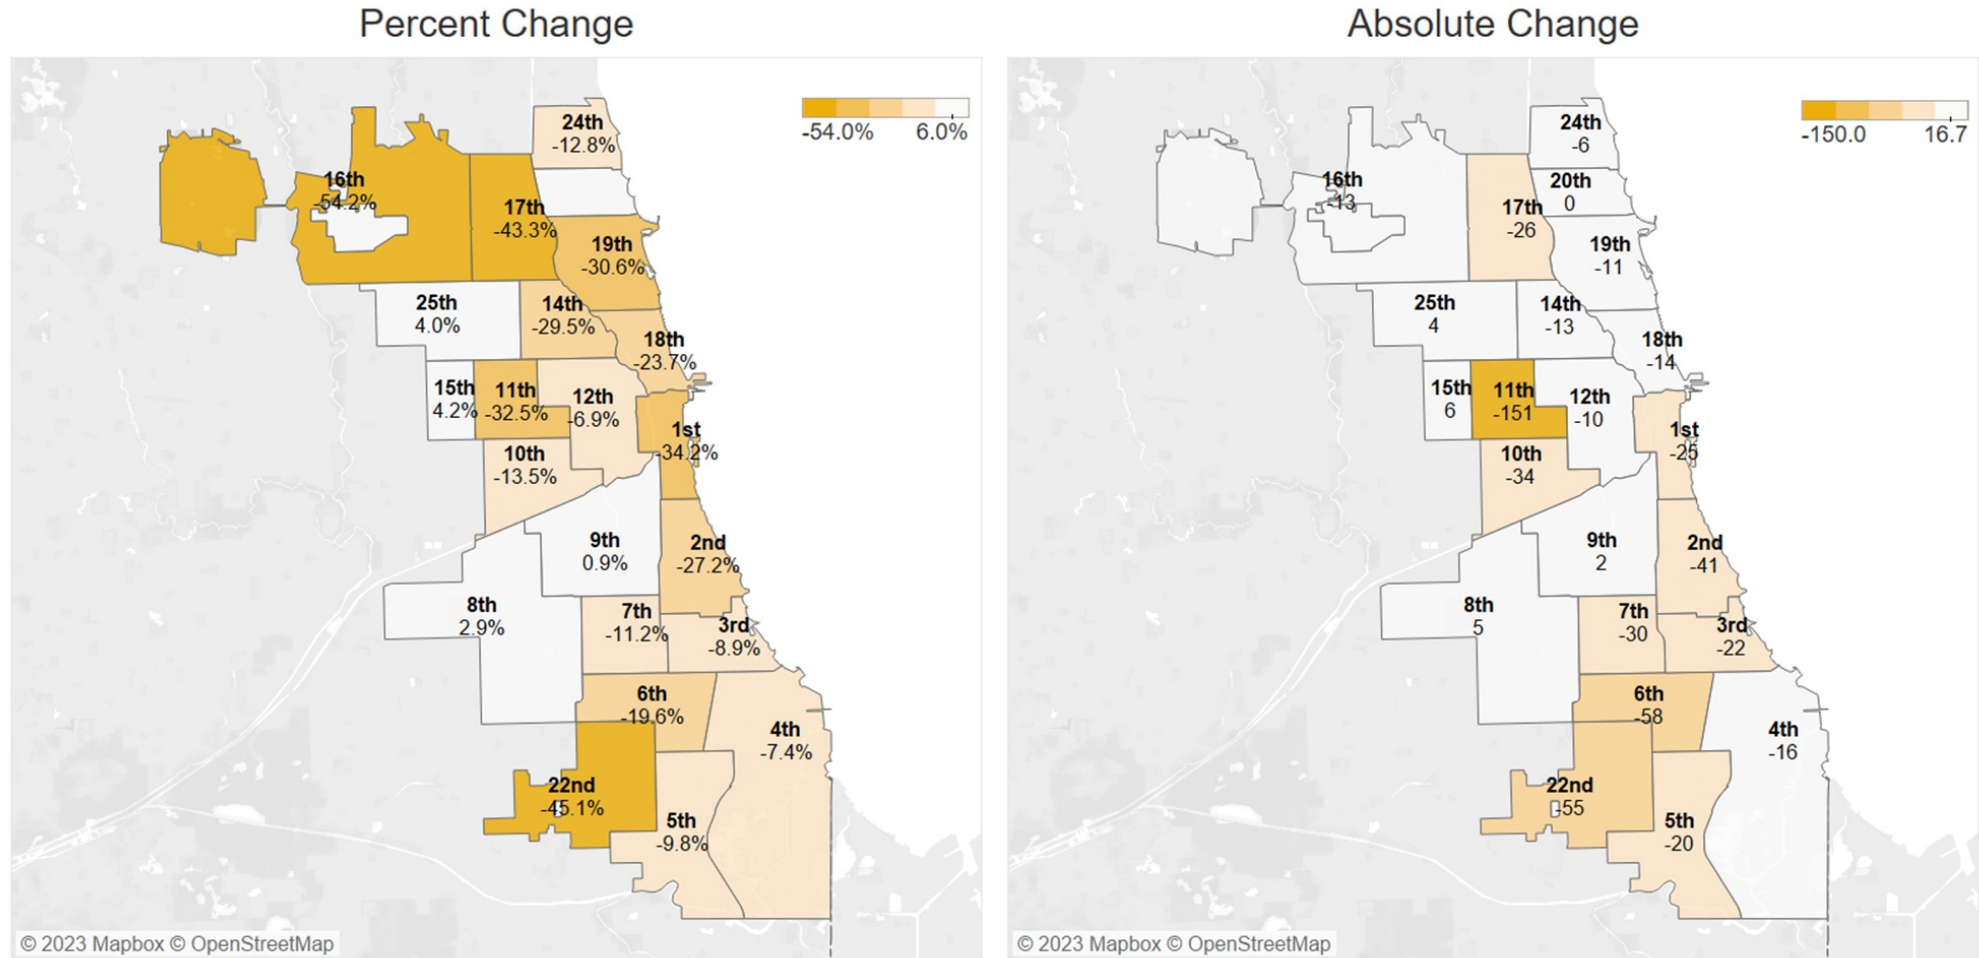 Percent Change
-54.0% 6.0%
24th
-12.8%
16th
-54.2%
17th
-43.3%
19th
-30.6%
25th
4.0%
14th
-29.5%
18th
-23.7%
15th
4.2%
11th
-32.5%
12th
-6.9%
1st
-34.2%
10th
-13.5%
9th
0.9%
2nd
-27.2%
8th
2.9%
7th
-11.2%
3rd
-8.9%
6th
-19.6%
4th
-7.4%
22nd
-45.1%
5th
-9.8%
© 2023 Mapbox © OpenStreetMap
Absolute Change
-150.0 16.7
24th
-6
16th
-13
20th
0
17th
-26
19th
-11
25th
4
14th
-13
18th
-14
15th
6
11th
-151
12th
-10
1st
-25
10th
-34
9th
2
2nd
-41
8th
5
7th
-30
3rd
-22
6th
-58
4th
-16
22nd
-55
5th
-20
© 2023 Mapbox © OpenStreetMap